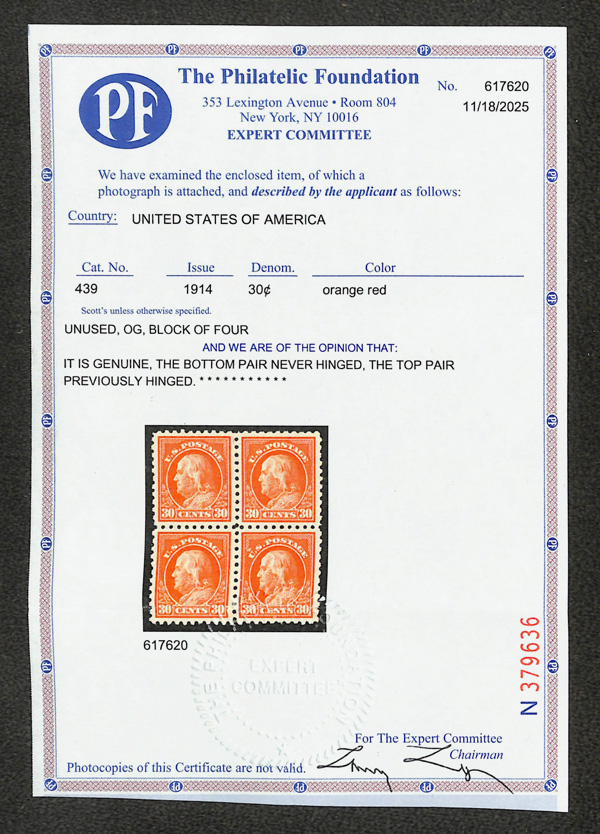 PF
The Philatelic Foundation
No. 617620
353 Lexington Avenue • Room 804
11/18/2025
New York, NY 10016
EXPERT COMMITTEE
We have examined the enclosed item, of which a
photograph is attached, and described by the applicant as follows:
Country: UNITED STATES OF AMERICA
Cat. No. Issue Denom. Color
439 1914 30¢ orange red
Scott's unless otherwise specified.
UNUSED, OG, BLOCK OF FOUR
AND WE ARE OF THE OPINION THAT:
IT IS GENUINE, THE BOTTOM PAIR NEVER HINGED, THE TOP PAIR
PREVIOUSLY HINGED. * * * * * * * * * * *
U.S. POSTAGE U.S. POSTAGE
30 CENTS 30 30 CENTS 30
U.S. POSTAGE U.S. POSTAGE
30 CENTS 30 30 CENTS 30
617620
EXPERT
COMMITTEE
N 379636
For The Expert Committee
Chairman
Photocopies of this Certificate are not valid.